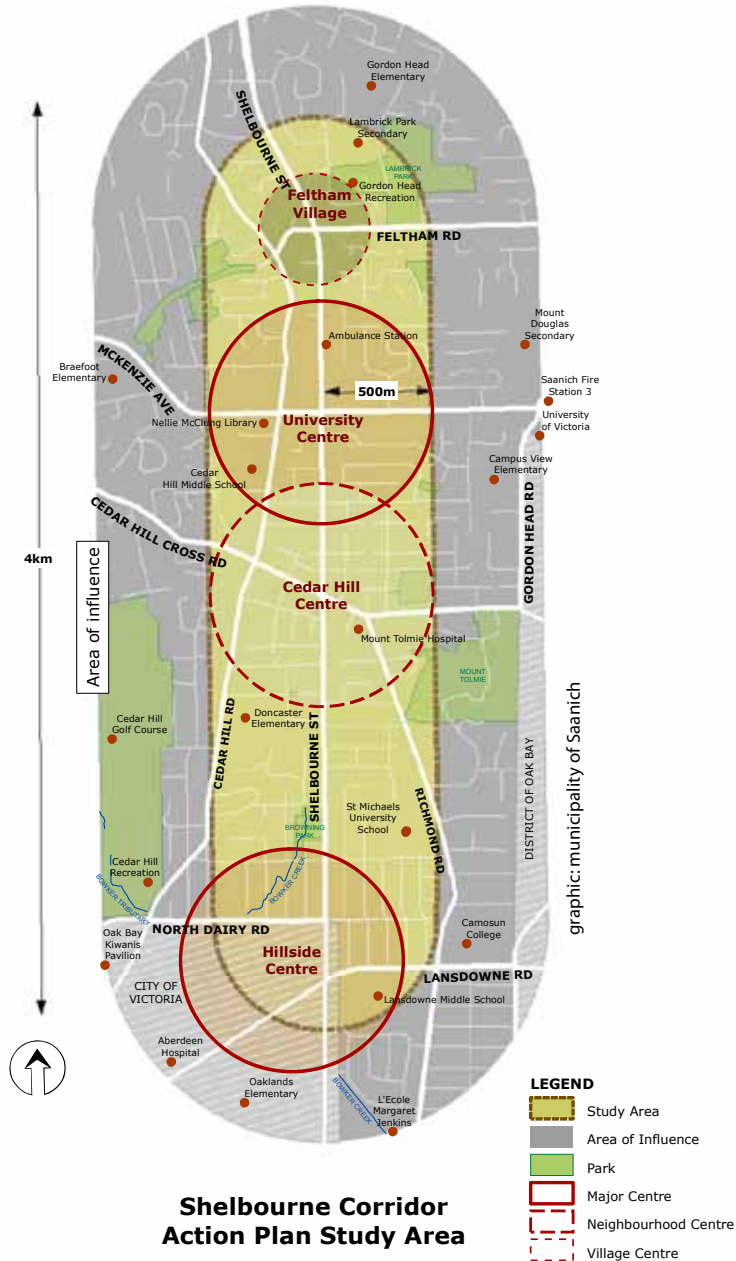 Gordon Head
Elementary
SHELBOURNE ST
Lambrick Park
Secondary
LAMBRICK
PARK
Gordon Head
Recreation
Feltham
Village
FELTHAM RD
Mount
Douglas
Secondary
Ambulance Station
MCKENZIE AVE
Braefoot
Elementary
500m
Saanich Fire
Station 3
University
of Victoria
Nellie McClung Library
University
Centre
Campus View
Elementary
Cedar
Hill Middle School
GORDON HEAD RD
CEDAR HILL CROSS RD
4km
Area of influence
Cedar Hill
Centre
Mount Tolmie Hospital
MOUNT
TOLMIE
Cedar Hill
Golf Course
CEDAR HILL RD
Doncaster
Elementary
SHELBOURNE ST
DISTRICT OF OAK BAY
graphic: municipality of Saanich
St Michaels
University
School
RICHMOND RD
BROWNING
PARK
BOWKER CREEK
Cedar Hill
Recreation
BOWKER TRIBUTARY
NORTH DAIRY RD
Oak Bay
Kiwanis
Pavilion
Hillside
Centre
Camosun
College
LANSDOWNE RD
CITY OF
VICTORIA
Lansdowne Middle School
Aberdeen
Hospital
Oaklands
Elementary
BOWKER CREEK
L'Ecole
Margaret
Jenkins
LEGEND
Study Area
Area of Influence
Park
Major Centre
Neighbourhood Centre
Village Centre
Shelbourne Corridor
Action Plan Study Area